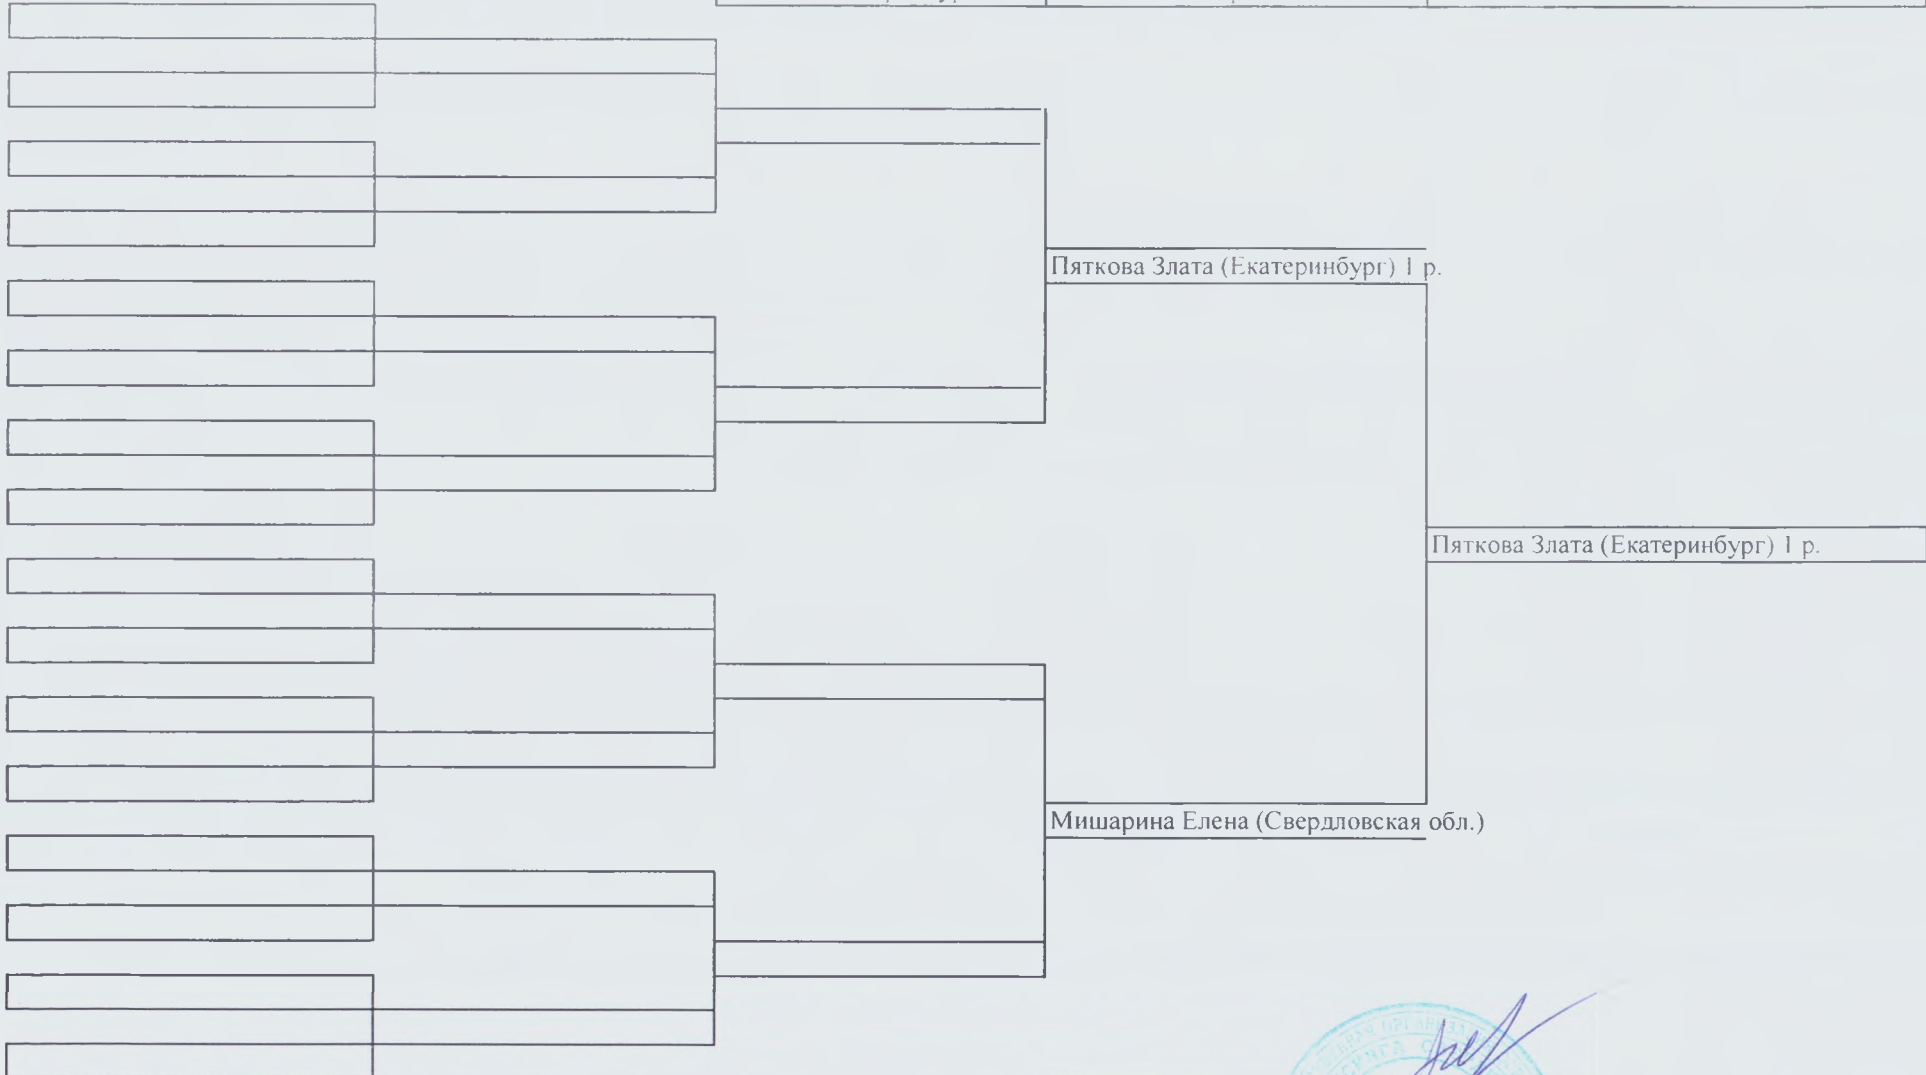 Пяткова Злата (Екатеринбург) 1 р.
Пяткова Злата (Екатеринбург) 1 р.
Мишарина Елена (Свердловская обл.)